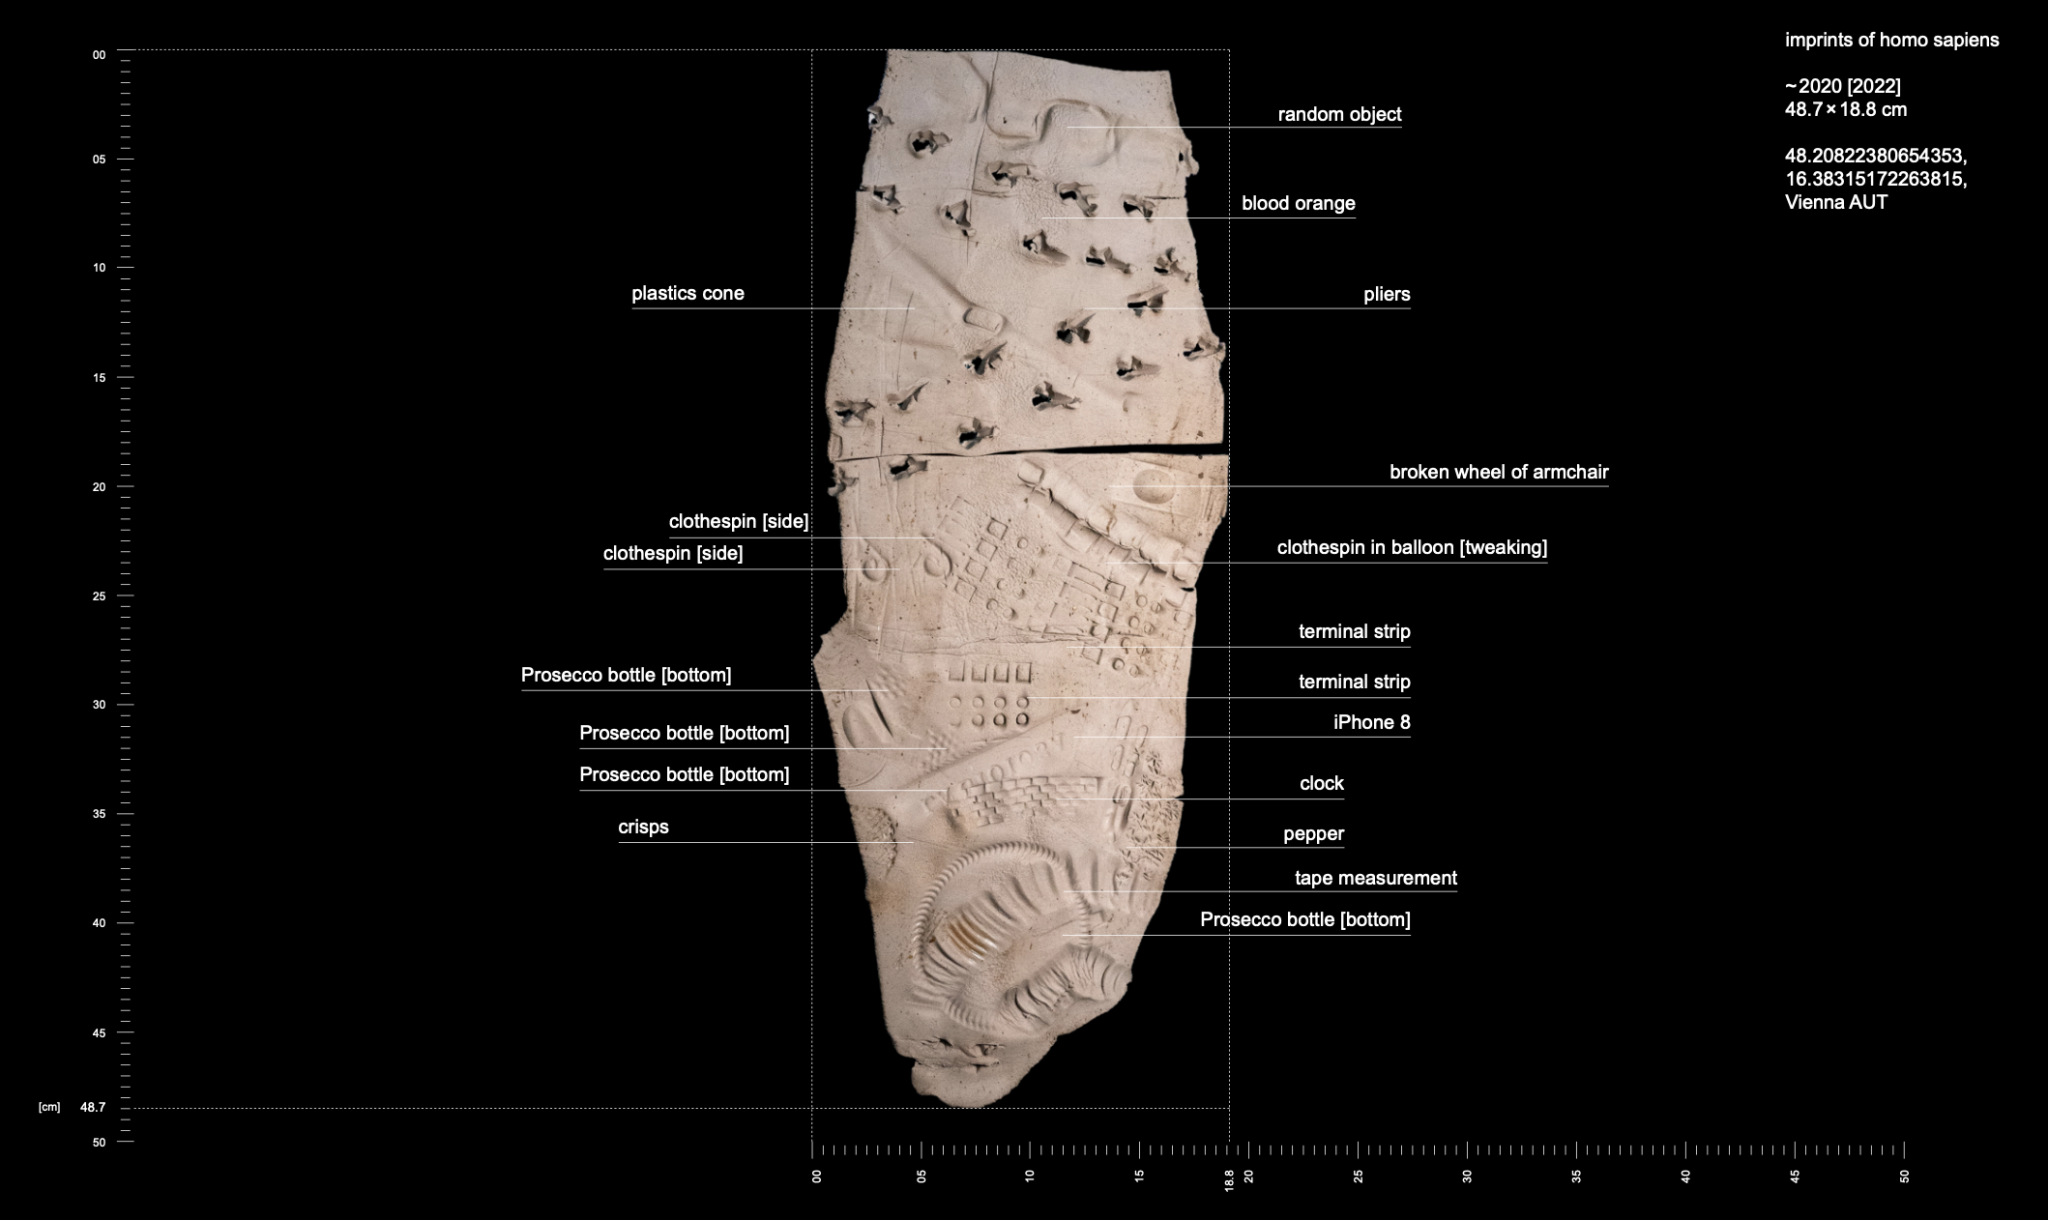 imprints of homo sapiens
~2020 [2022]
48.7 × 18.8 cm
48.20822380654353,
16.38315172263815,
Vienna AUT
random object
blood orange
plastics cone
pliers
broken wheel of armchair
clothespin [side]
clothespin [side]
clothespin in balloon [tweaking]
terminal strip
Prosecco bottle [bottom]
terminal strip
iPhone 8
Prosecco bottle [bottom]
Prosecco bottle [bottom]
clock
crisps
pepper
tape measurement
Prosecco bottle [bottom]
00
05
10
15
20
25
30
35
40
45
[cm] 48.7
50
00 05 10 15 18.8 20 25 30 35 40 45 50